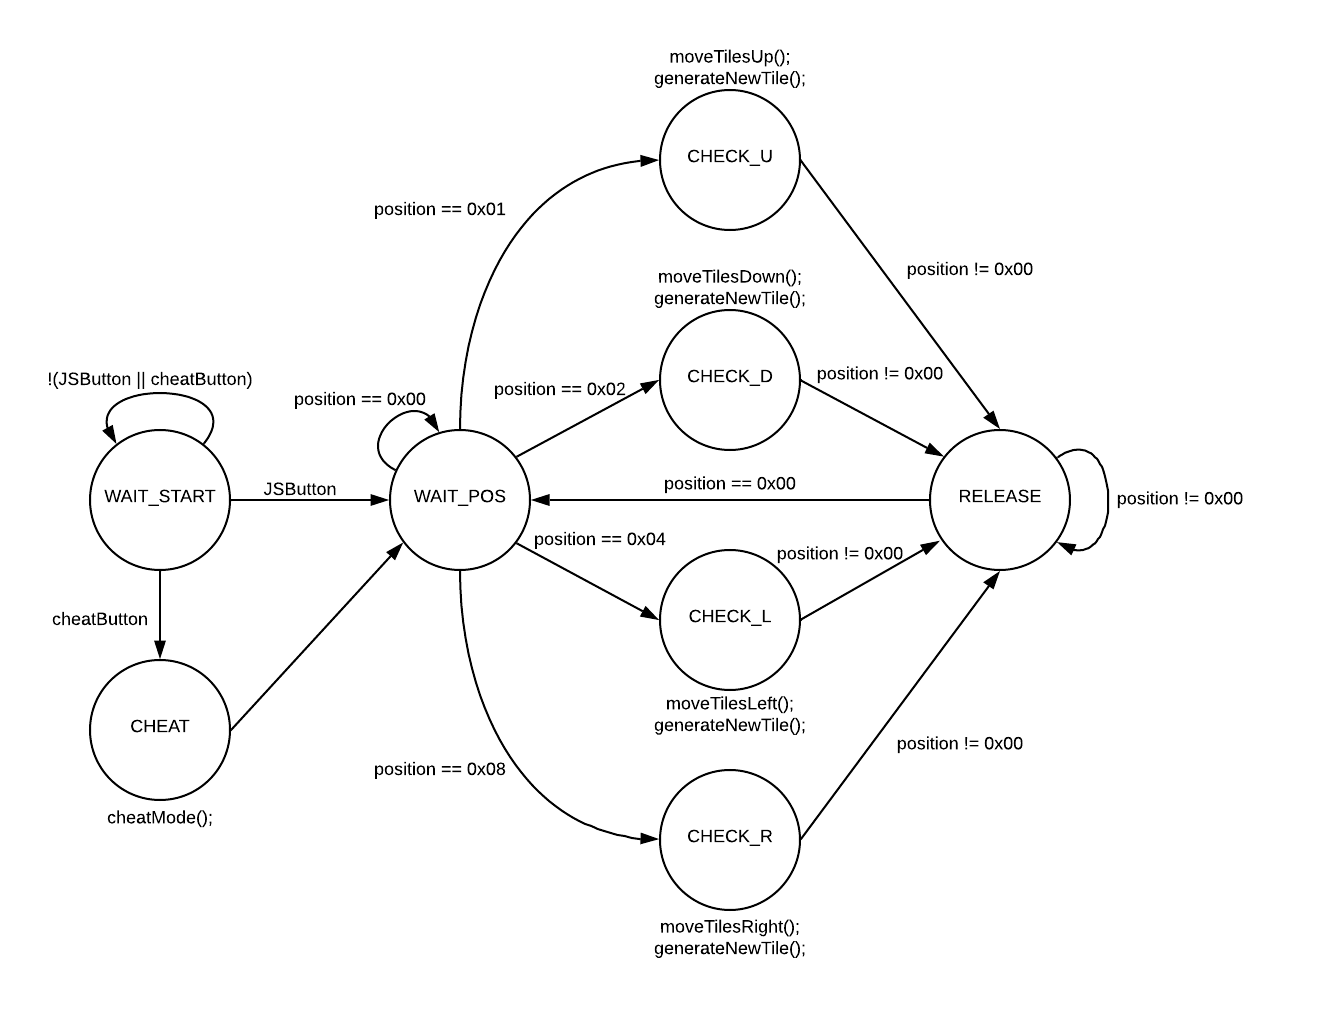 moveTilesUp();
generateNewTile();
CHECK_U
position == 0x01
position != 0x00
moveTilesDown();
generateNewTile();
CHECK_D
position == 0x02
position != 0x00
!(JSButton || cheatButton)
position == 0x00
WAIT_START
JSButton
WAIT_POS
position == 0x00
RELEASE
position != 0x00
position == 0x04
position != 0x00
CHECK_L
moveTilesLeft();
generateNewTile();
cheatButton
CHEAT
cheatMode();
position == 0x08
position != 0x00
CHECK_R
moveTilesRight();
generateNewTile();